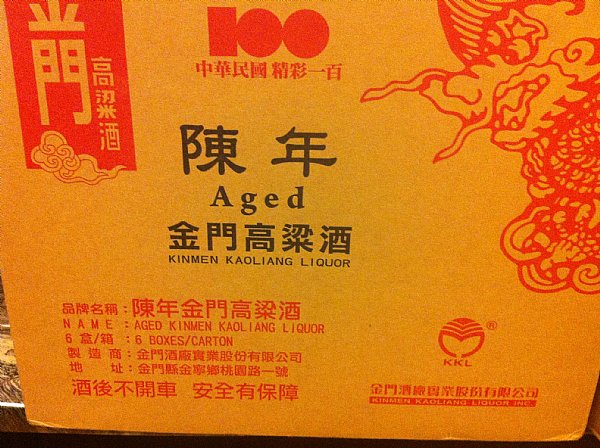 金門
高粱酒
100
中華民國 精彩一百
陳年
Aged
金門高粱酒
KINMEN KAOLIANG LIQUOR
品牌名稱：陳年金門高粱酒
NAME：AGED KINMEN KAOLIANG LIQUOR
6盒/箱：6 BOXES/CARTON
製造商：金門酒廠實業股份有限公司
地址：金門縣金寧鄉桃園路一號
酒後不開車 安全有保障
®
KKL
金門酒廠實業股份有限公司
KINMEN KAOLIANG LIQUOR INC.